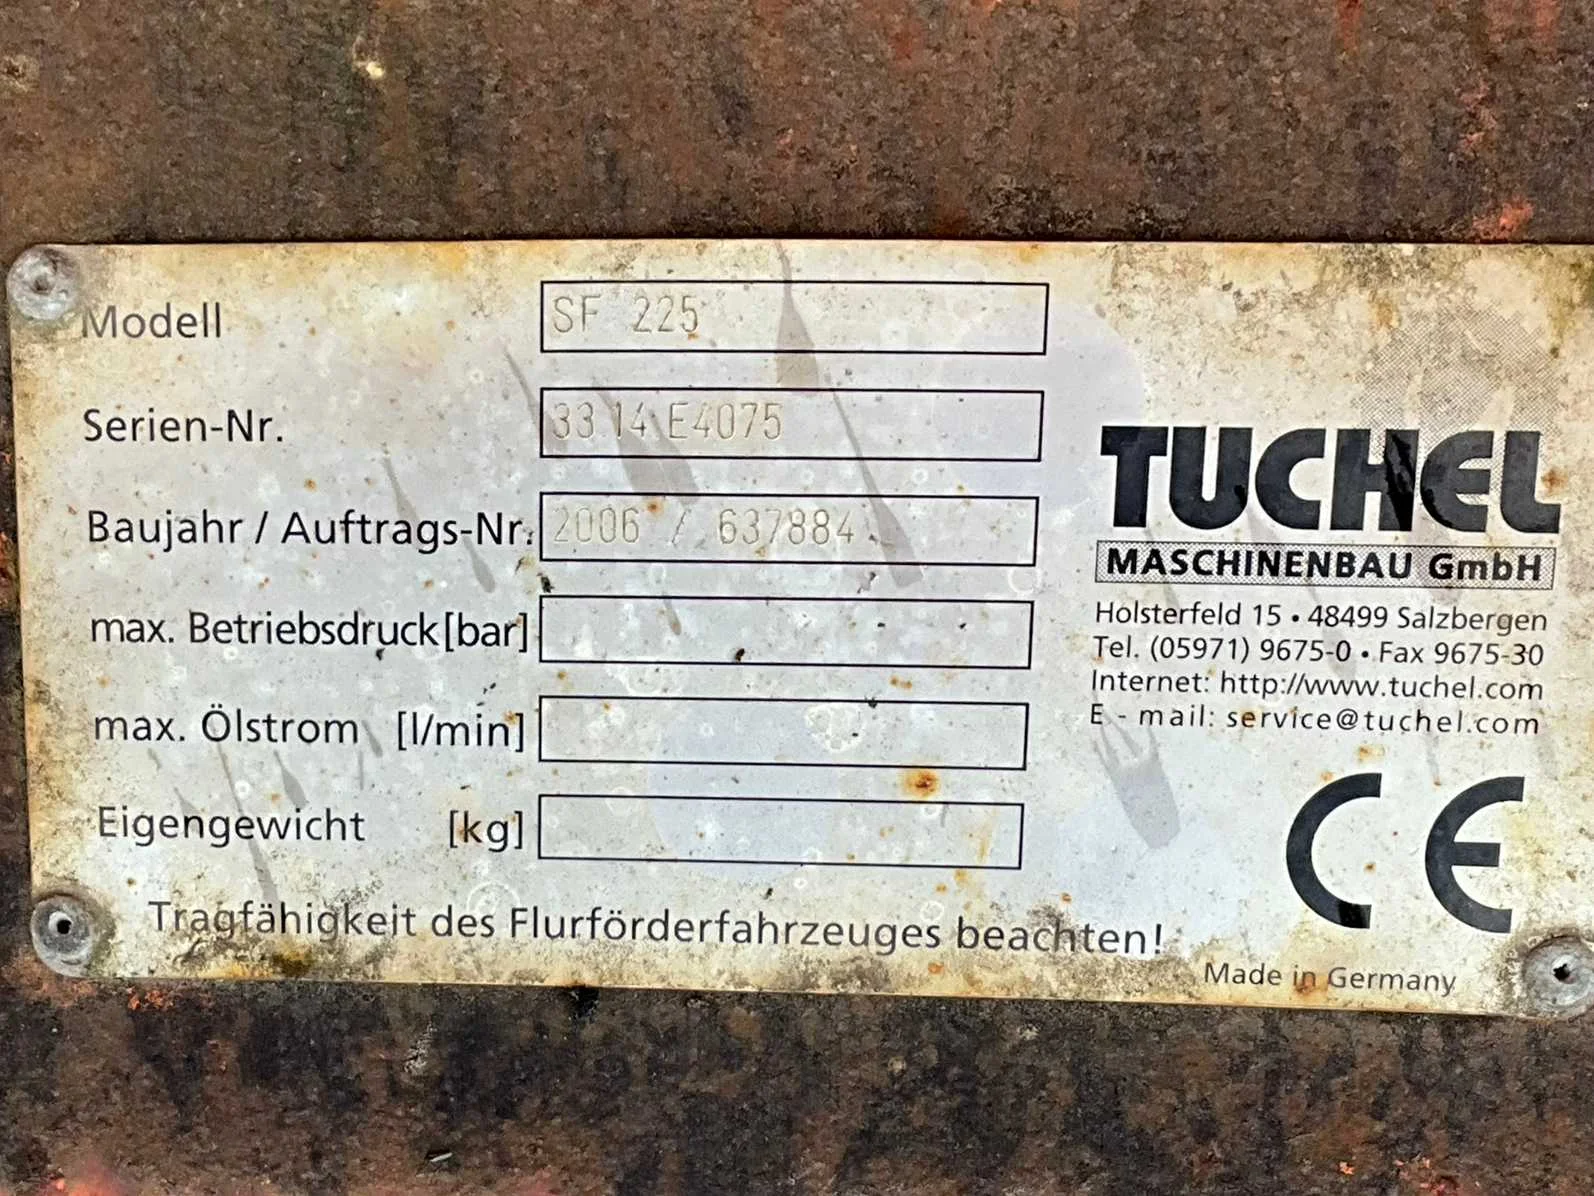 Modell SF 225
Serien-Nr. 33 14 E4075
Baujahr / Auftrags-Nr. 2006 / 637884
max. Betriebsdruck [bar]
max. Ölstrom [l/min]
Eigengewicht [kg]
Tragfähigkeit des Flurförderfahrzeuges beachten!
TUCHEL
MASCHINENBAU GmbH
Holsterfeld 15 • 48499 Salzbergen
Tel. (05971) 9675-0 • Fax 9675-30
Internet: http://www.tuchel.com
E - mail: service@tuchel.com
CE
Made in Germany